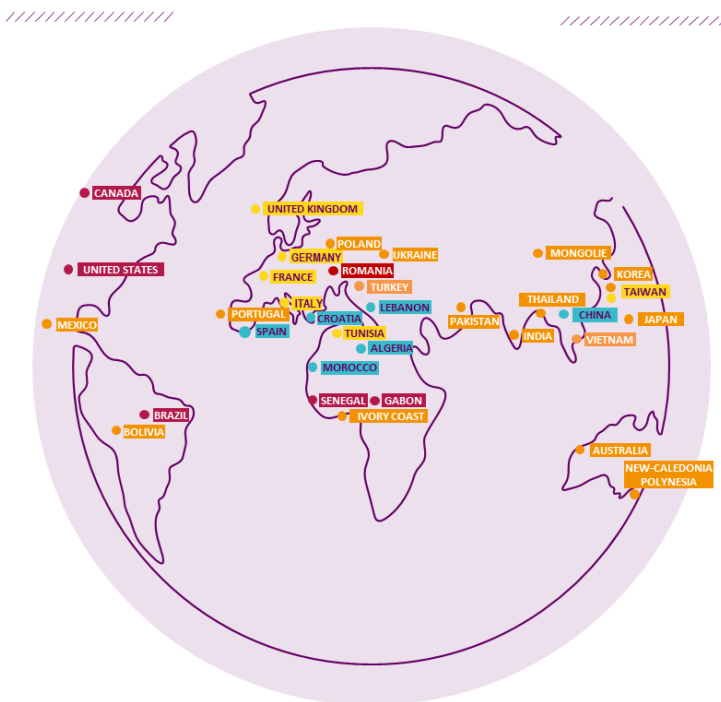 CANADA
UNITED KINGDOM
POLAND
UKRAINE
MONGOLIE
GERMANY
UNITED STATES
FRANCE
ROMANIA
KOREA
TURKEY
TAIWAN
ITALY
THAILAND
LEBANON
PORTUGAL
CROATIA
CHINA
MEXICO
PAKISTAN
JAPAN
SPAIN
TUNISIA
INDIA
VIETNAM
ALGERIA
MOROCCO
SENEGAL
GABON
BRAZIL
IVORY COAST
BOLIVIA
AUSTRALIA
NEW-CALEDONIA
POLYNESIA